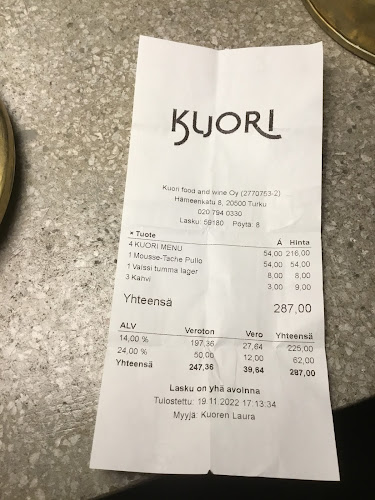 KUORI
Kuori food and wine Oy (2770753-2)
Hämeenkatu 8, 20500 Turku
020 794 0330
Lasku: 59180 Pöytä: 8
× Tuote A Hinta
4 KUORI MENU 54,00 216,00
1 Mousse-Tache Pullo 54,00 54,00
1 Vaissi tumma lager 8,00 8,00
3 Kahvi 3,00 9,00
Yhteensä 287,00
ALV Veroton Vero Yhteensä
14,00 % 197,36 27,64 225,00
24,00 % 50,00 12,00 62,00
Yhteensä 247,36 39,64 287,00
Lasku on yhä avoinna
Tulostettu: 19.11.2022 17.13.34
Myyjä: Kuoren Laura